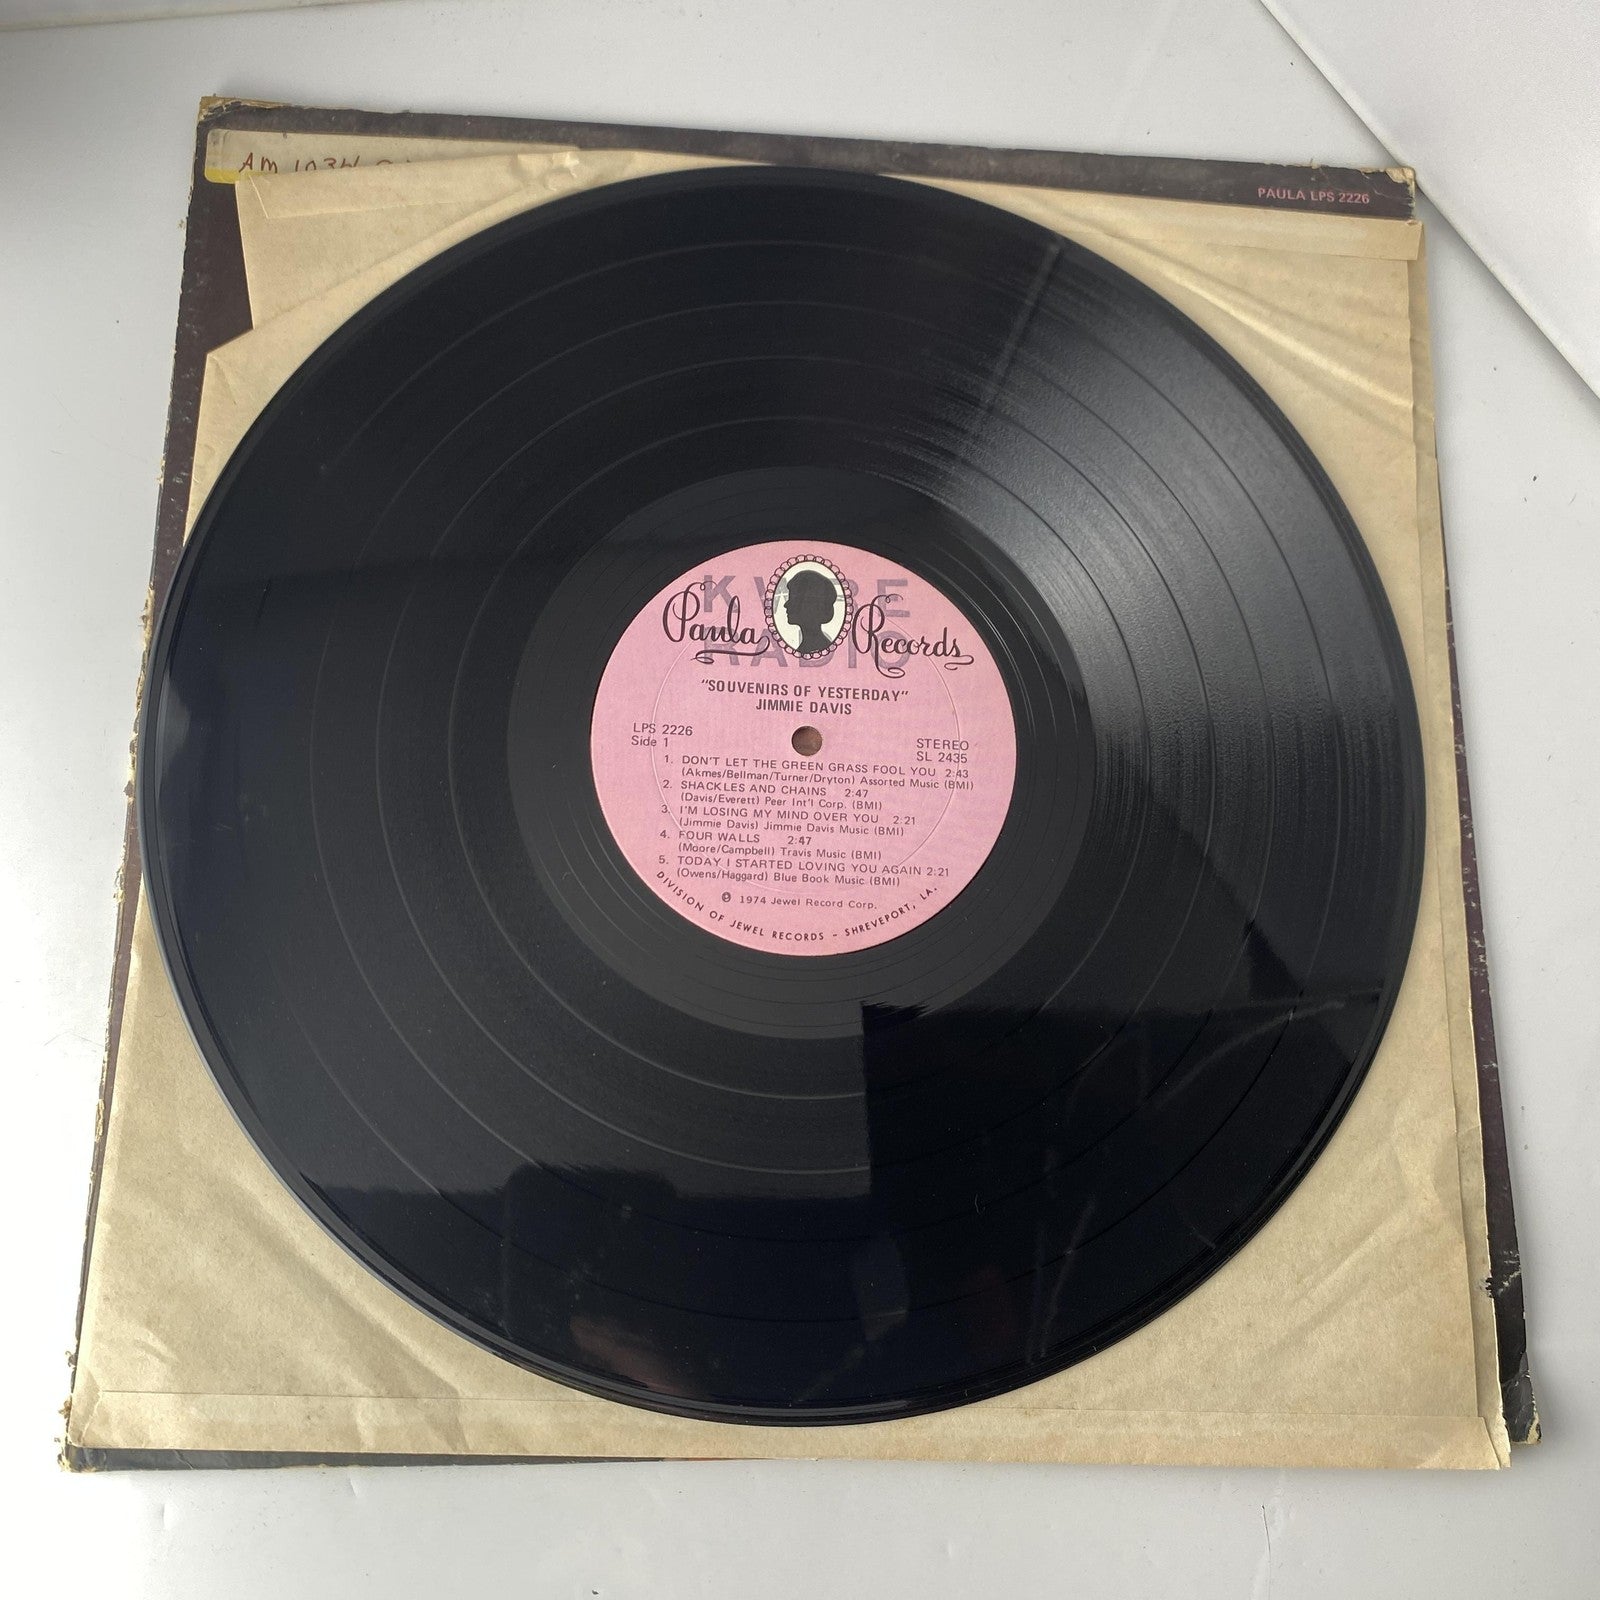 AM
PAULA LPS 2226
KWRE
RADIO
Paula Records
"SOUVENIRS OF YESTERDAY"
JIMMIE DAVIS
LPS 2226
Side 1
STEREO
SL 2435
1. DON'T LET THE GREEN GRASS FOOL YOU 2:43
(Akmes/Bellman/Turner/Dryton) Assorted Music (BMI)
2. SHACKLES AND CHAINS 2:47
(Davis/Everett) Peer Int'l Corp. (BMI)
3. I'M LOSING MY MIND OVER YOU 2:21
(Jimmie Davis) Jimmie Davis Music (BMI)
4. FOUR WALLS 2:47
(Moore/Campbell) Travis Music (BMI)
5. TODAY I STARTED LOVING YOU AGAIN 2:21
(Owens/Haggard) Blue Book Music (BMI)
℗ 1974 Jewel Record Corp.
DIVISION OF JEWEL RECORDS - SHREVEPORT, LA.